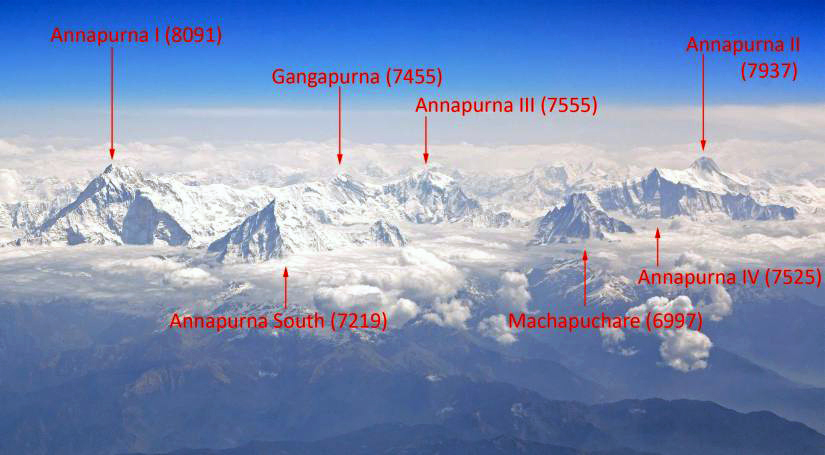 Annapurna I (8091)
Annapurna II
(7937)
Gangapurna (7455)
Annapurna III (7555)
Annapurna IV (7525)
Annapurna South (7219)
Machapuchare (6997)